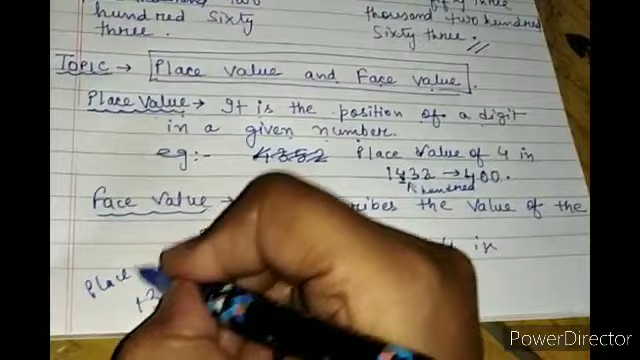 hundred Sixty
three.
thousand two hundred
Sixty three.
TOPIC → Place value and Face value.
Place Value → It is the position of a digit
in a given number.
eg:- Place Value of 4 in
1432 → 400.
hundred
Face Value → the value of the
in
Place
PowerDirector